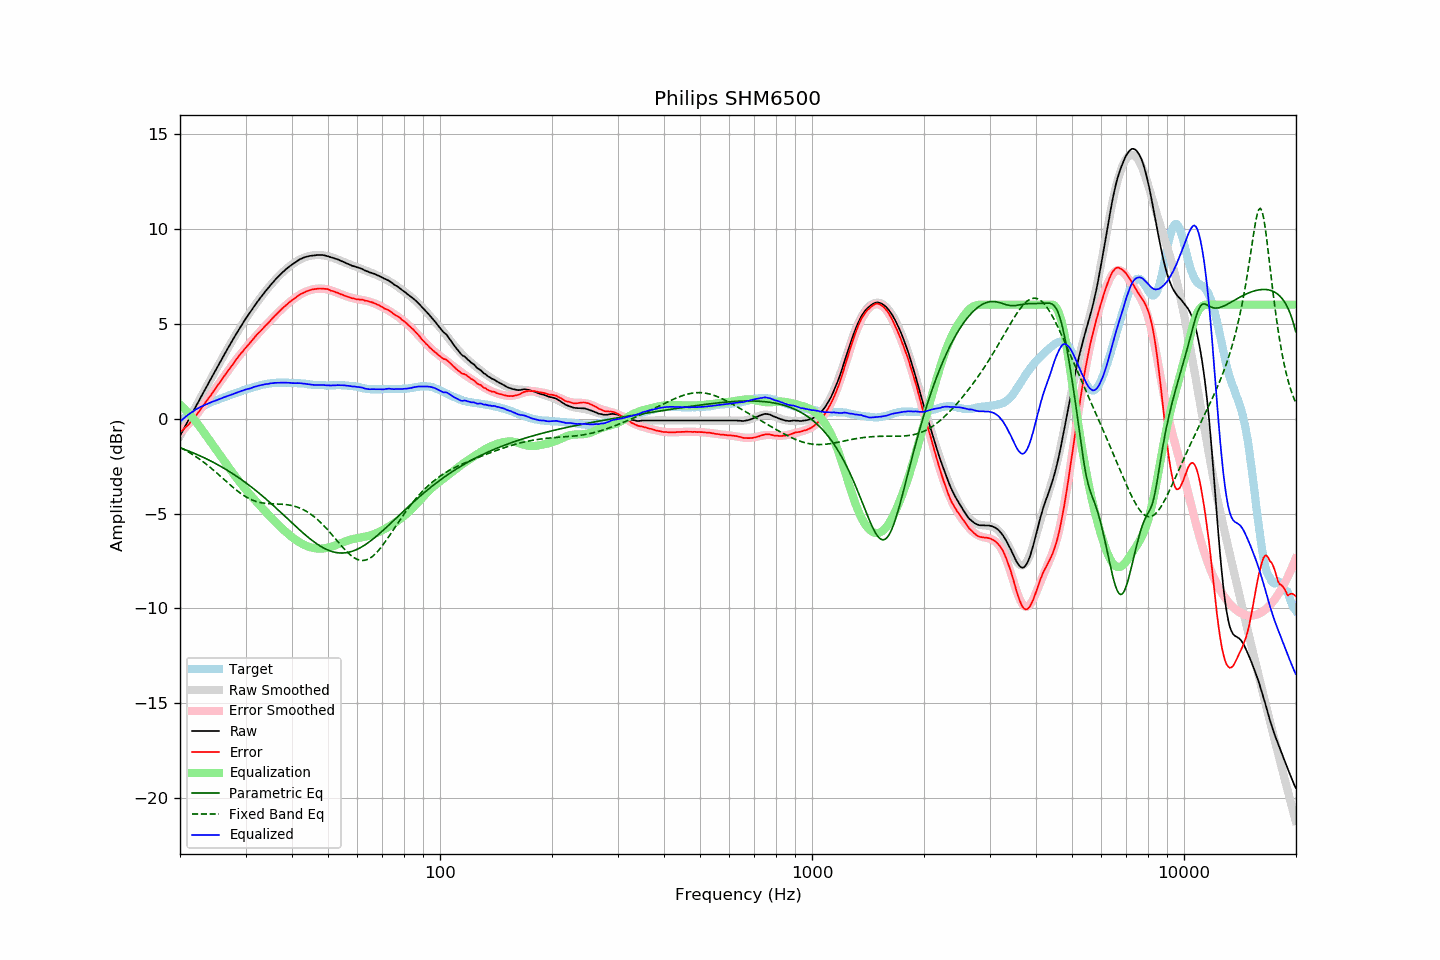 Philips SHM6500
Amplitude (dBr)
15
10
5
0
−5
−10
−15
−20
Target
Raw Smoothed
Error Smoothed
Raw
Error
Equalization
Parametric Eq
Fixed Band Eq
Equalized
100
1000
10000
Frequency (Hz)